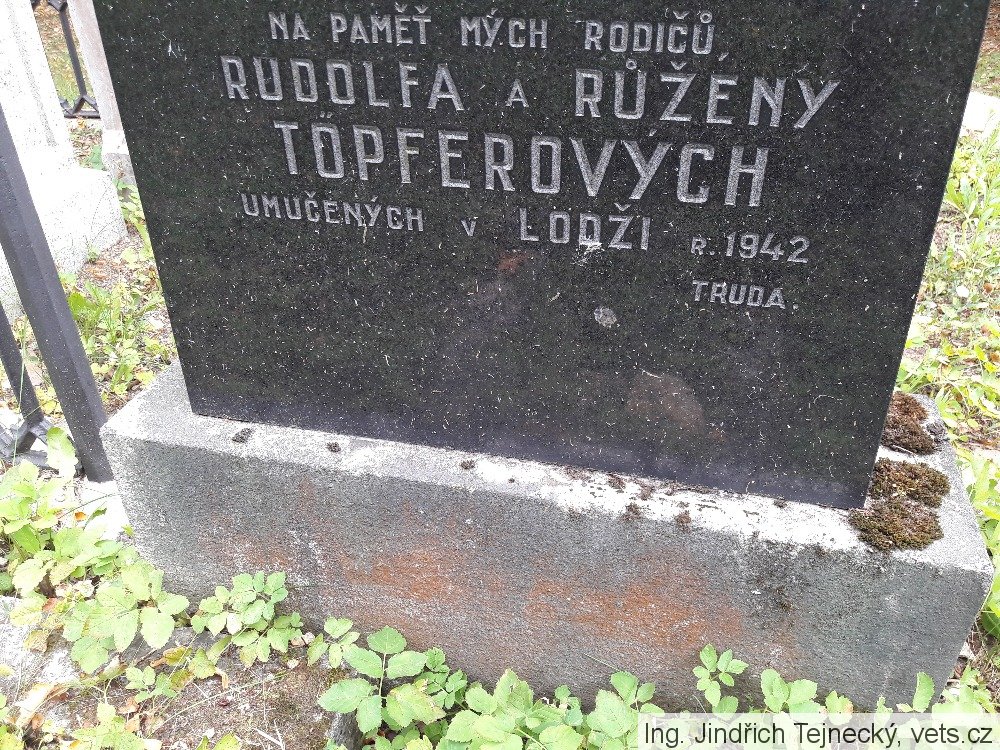 NA PAMĚŤ MÝCH RODIČŮ
RUDOLFA A RŮŽENY
TÖPFEROVÝCH
UMUČENÝCH V LODŽI R. 1942
TRUDA.
Ing. Jindřich Tejnecký, vets.cz